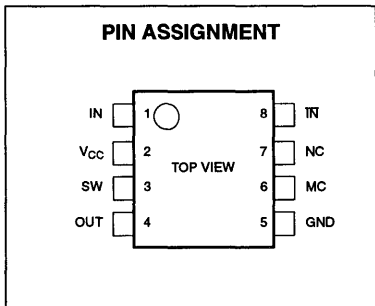 PIN ASSIGNMENT
IN 1 8 I̅N̅
VCC 2 7 NC
TOP VIEW
SW 3 6 MC
OUT 4 5 GND